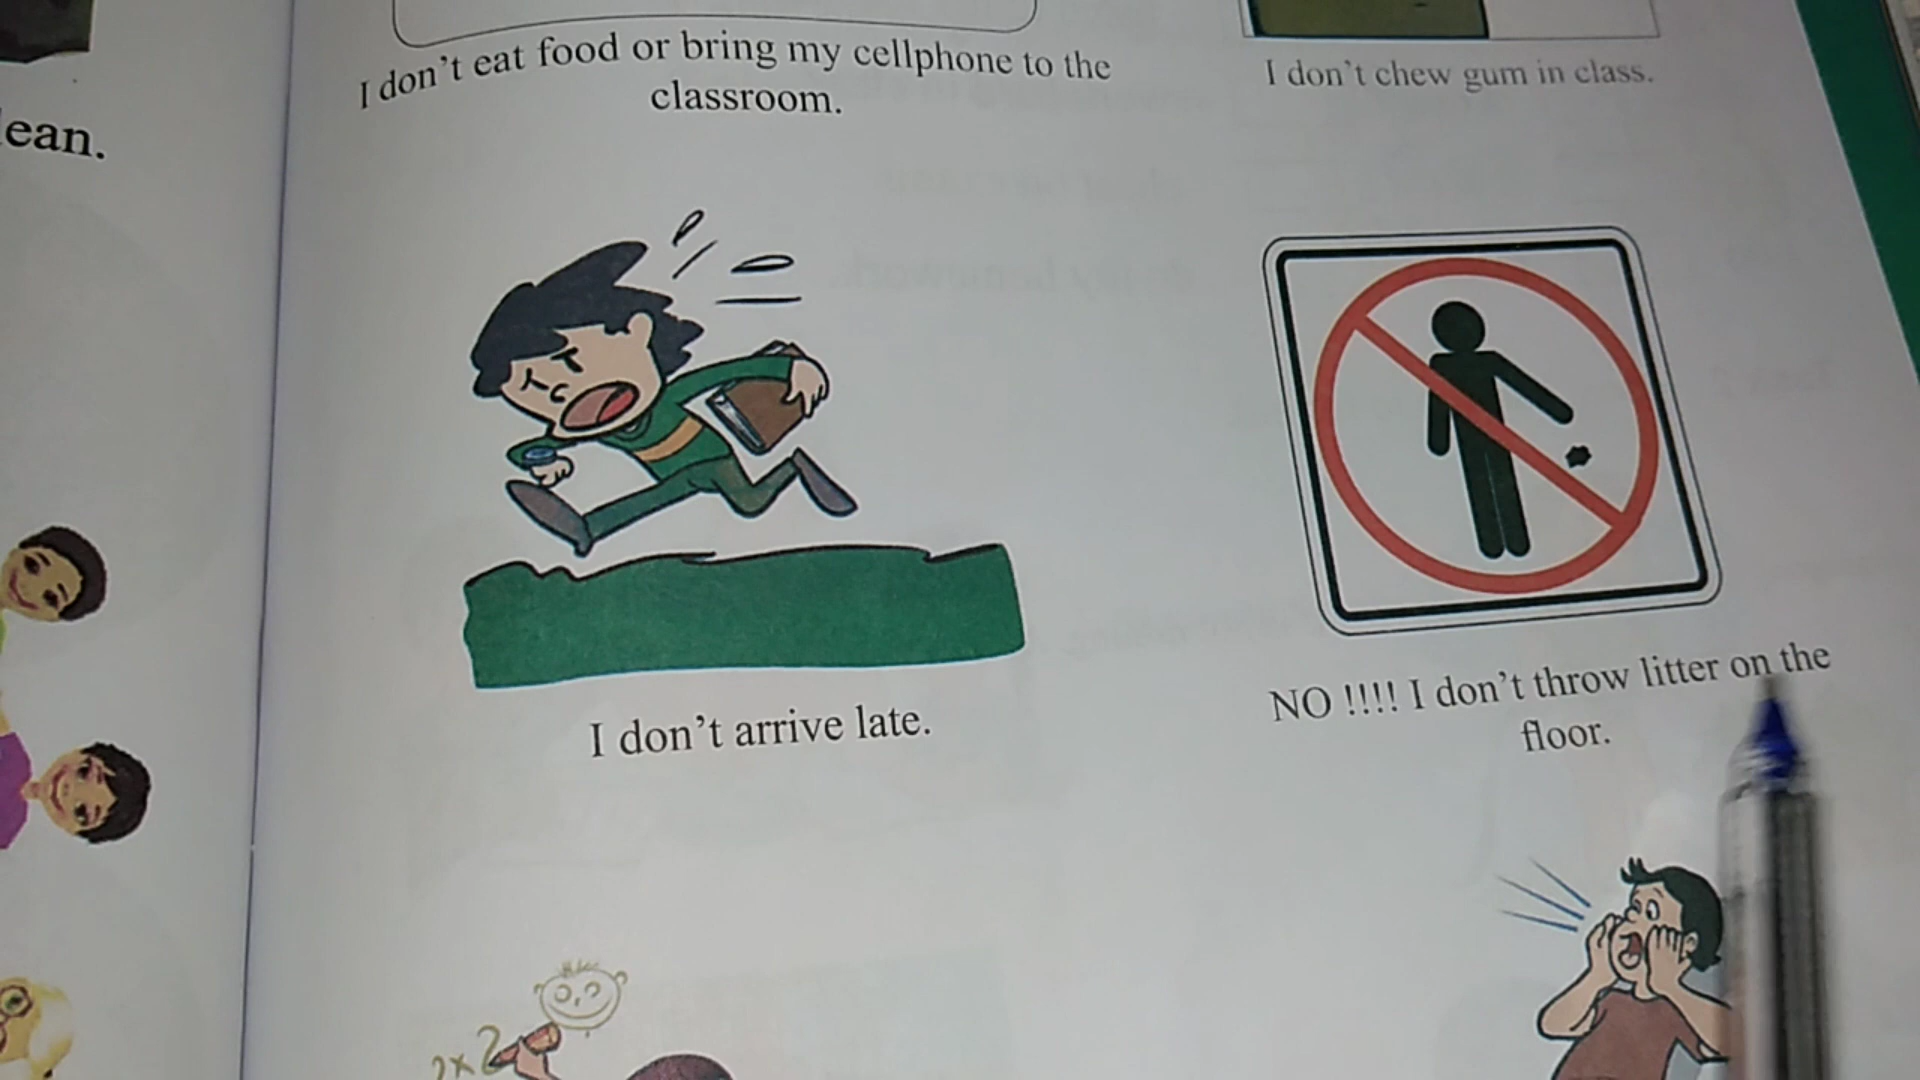 I don't eat food or bring my cellphone to the
classroom.
I don't chew gum in class.
ean.
I don't arrive late.
NO !!!! I don't throw litter on the
floor.
2x2